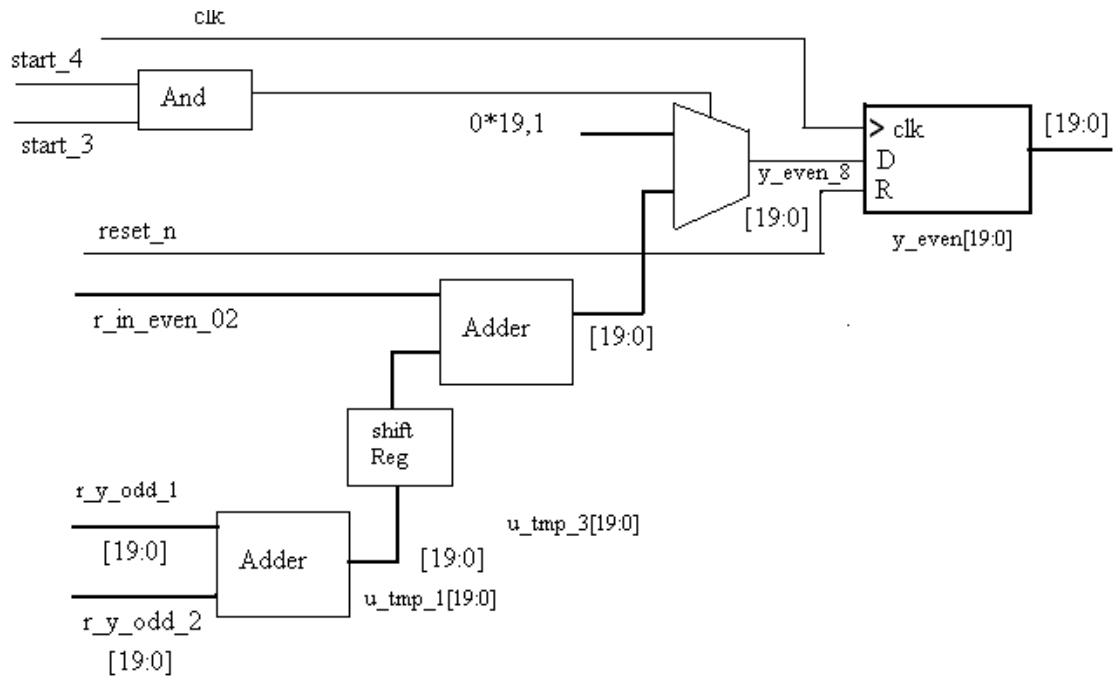 clk
start_4
And
start_3
0*19,1
[19:0]
> clk
D
R
y_even_8
[19:0]
reset_n
y_even[19:0]
r_in_even_02
Adder
[19:0]
shift
Reg
r_y_odd_1
[19:0]
Adder
[19:0]
u_tmp_3[19:0]
u_tmp_1[19:0]
r_y_odd_2
[19:0]